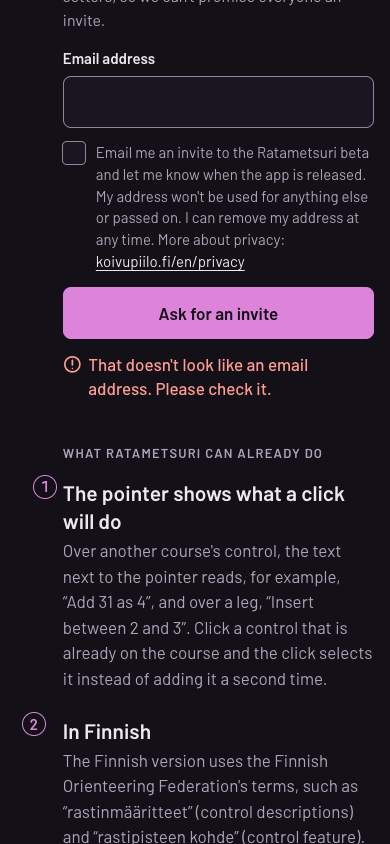 invite.
Email address
Email me an invite to the Ratametsuri beta
and let me know when the app is released.
My address won't be used for anything else
or passed on. I can remove my address at
any time. More about privacy:
koivupiilo.fi/en/privacy
Ask for an invite
That doesn't look like an email
address. Please check it.
WHAT RATAMETSURI CAN ALREADY DO
1
The pointer shows what a click
will do
Over another course's control, the text
next to the pointer reads, for example,
“Add 31 as 4”, and over a leg, “Insert
between 2 and 3”. Click a control that is
already on the course and the click selects
it instead of adding it a second time.
2
In Finnish
The Finnish version uses the Finnish
Orienteering Federation's terms, such as
“rastinmääritteet” (control descriptions)
and “rastipisteen kohde” (control feature).